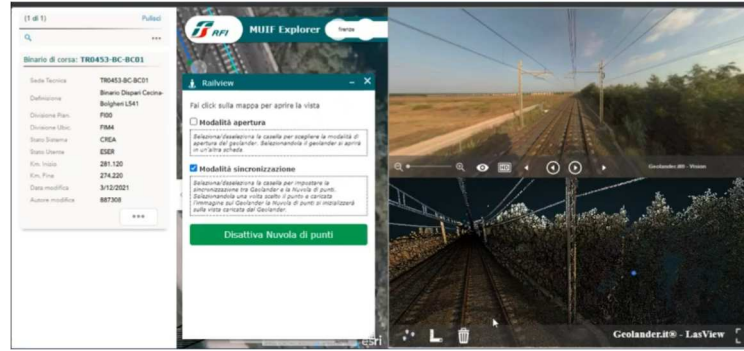 (1 di 1)
Pulisci
Binario di corsa: TR0453-BC-BC01
Sede Tecnica TR0453-BC-BC01
Definizione Binario Dispari Cecina-
Bolgheri L541
Divisione Pian. FI00
Divisione Ubic. FIM4
Stato Sistema CREA
Stato Utente ESER
Km. Inizio 281.120
Km. Fine 274.220
Data modifica 3/12/2021
Autore modifica 887308
RFI
MUIF Explorer
firenze
Railview
Fai click sulla mappa per aprire la vista
Modalità apertura
Seleziona/deseleziona la casella per scegliere la modalità di
apertura del geolander. Selezionandola il geolander si aprirà
in un'altra scheda
Modalità sincronizzazione
Seleziona/deseleziona la casella per impostare la
sincronizzazione tra Geolander e la Nuvola di punti.
Selezionandola una volta scelti il punto e caricata
l'immagine sul Geolander la Nuvola di punti si inizializzerà
sulla vista caricata dal Geolander.
Disattiva Nuvola di punti
esri
Geolander.it® - Vision
Geolander.it® - LasView